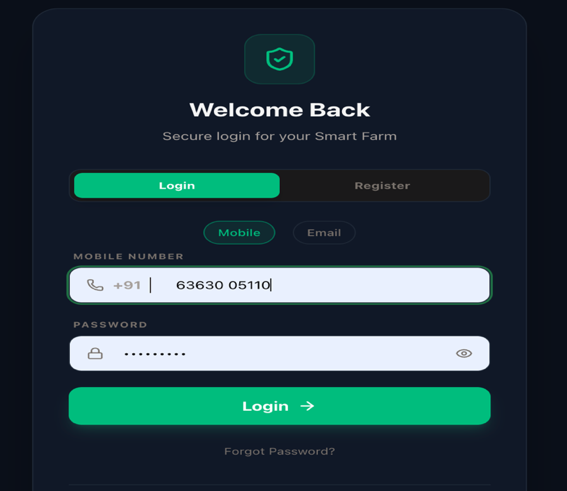 Welcome Back
Secure login for your Smart Farm
Login Register
Mobile Email
MOBILE NUMBER
+91 63630 05110
PASSWORD
•••••••••
Login →
Forgot Password?